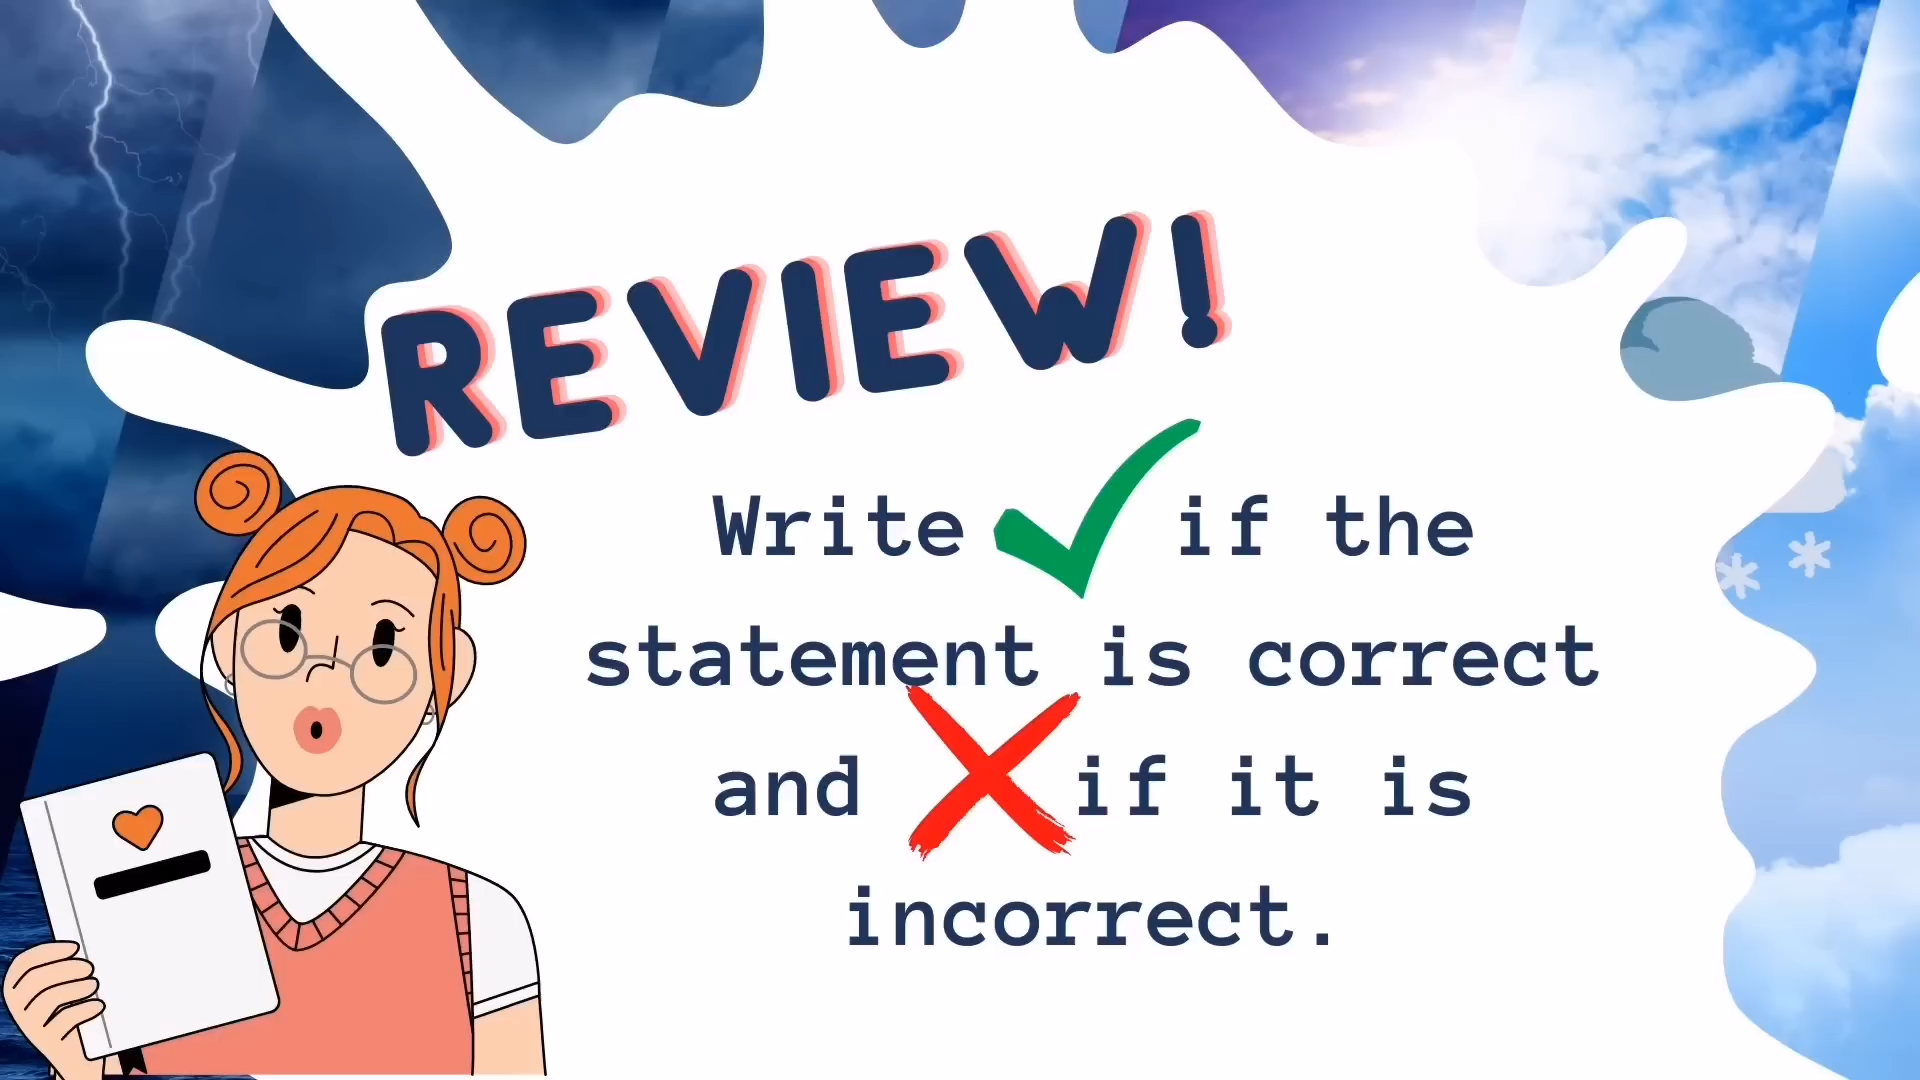 REVIEW!
Write ✓ if the
statement is correct
and ✗ if it is
incorrect.